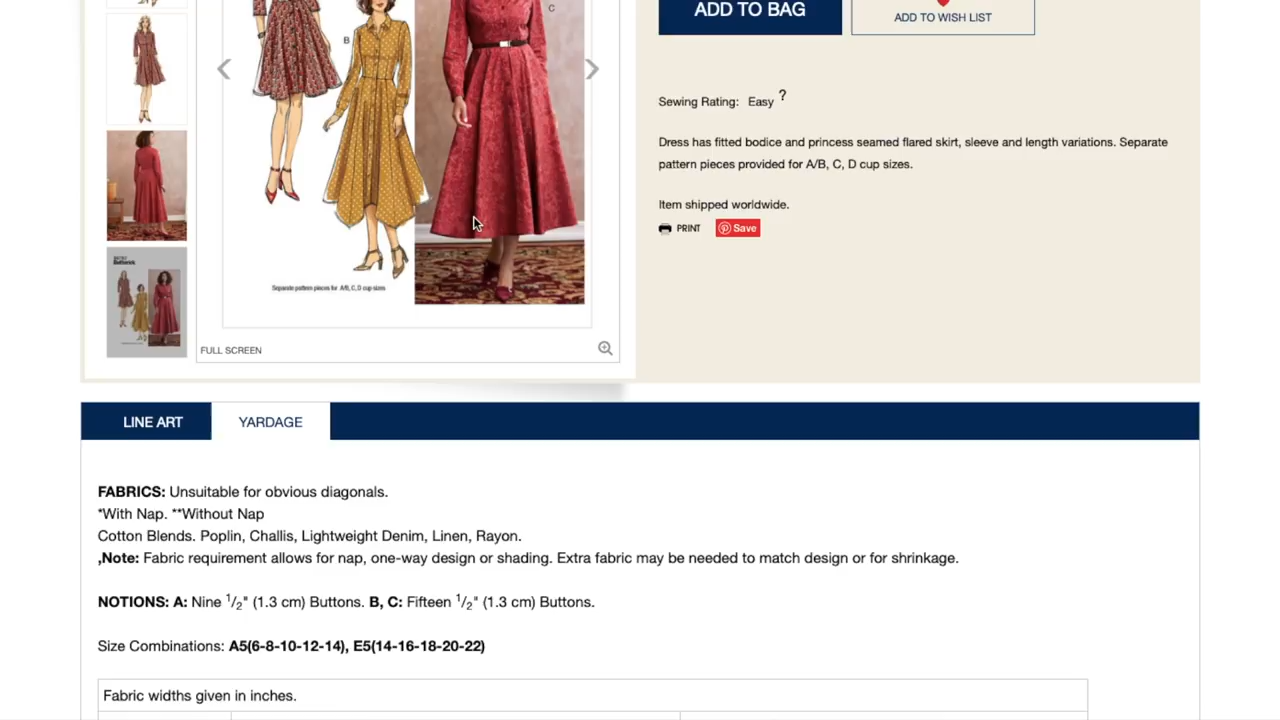 ADD TO BAG
ADD TO WISH LIST
C
B
Sewing Rating: Easy ?
Dress has fitted bodice and princess seamed flared skirt, sleeve and length variations. Separate
pattern pieces provided for A/B, C, D cup sizes.
Item shipped worldwide.
PRINT
Save
Separate pattern pieces for A/B, C, D cup sizes
Butterick
FULL SCREEN
LINE ART
YARDAGE
FABRICS: Unsuitable for obvious diagonals.
*With Nap. **Without Nap
Cotton Blends. Poplin, Challis, Lightweight Denim, Linen, Rayon.
,Note: Fabric requirement allows for nap, one-way design or shading. Extra fabric may be needed to match design or for shrinkage.
NOTIONS: A: Nine 1/2" (1.3 cm) Buttons. B, C: Fifteen 1/2" (1.3 cm) Buttons.
Size Combinations: A5(6-8-10-12-14), E5(14-16-18-20-22)
Fabric widths given in inches.